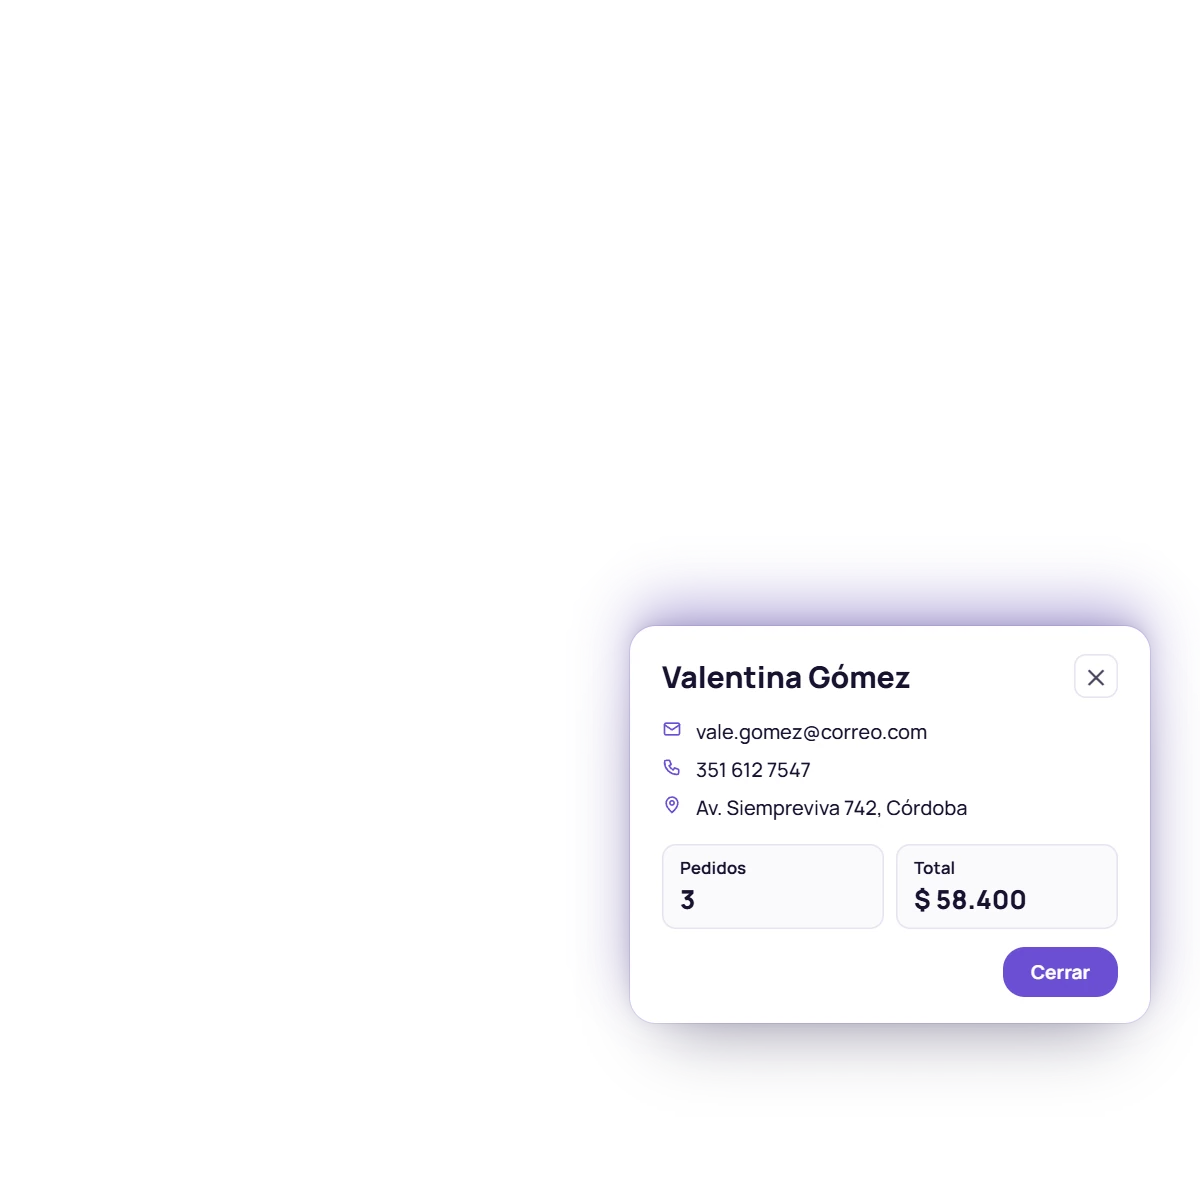 Valentina Gómez
vale.gomez@correo.com
351 612 7547
Av. Siempreviva 742, Córdoba
Pedidos
3
Total
$ 58.400
Cerrar